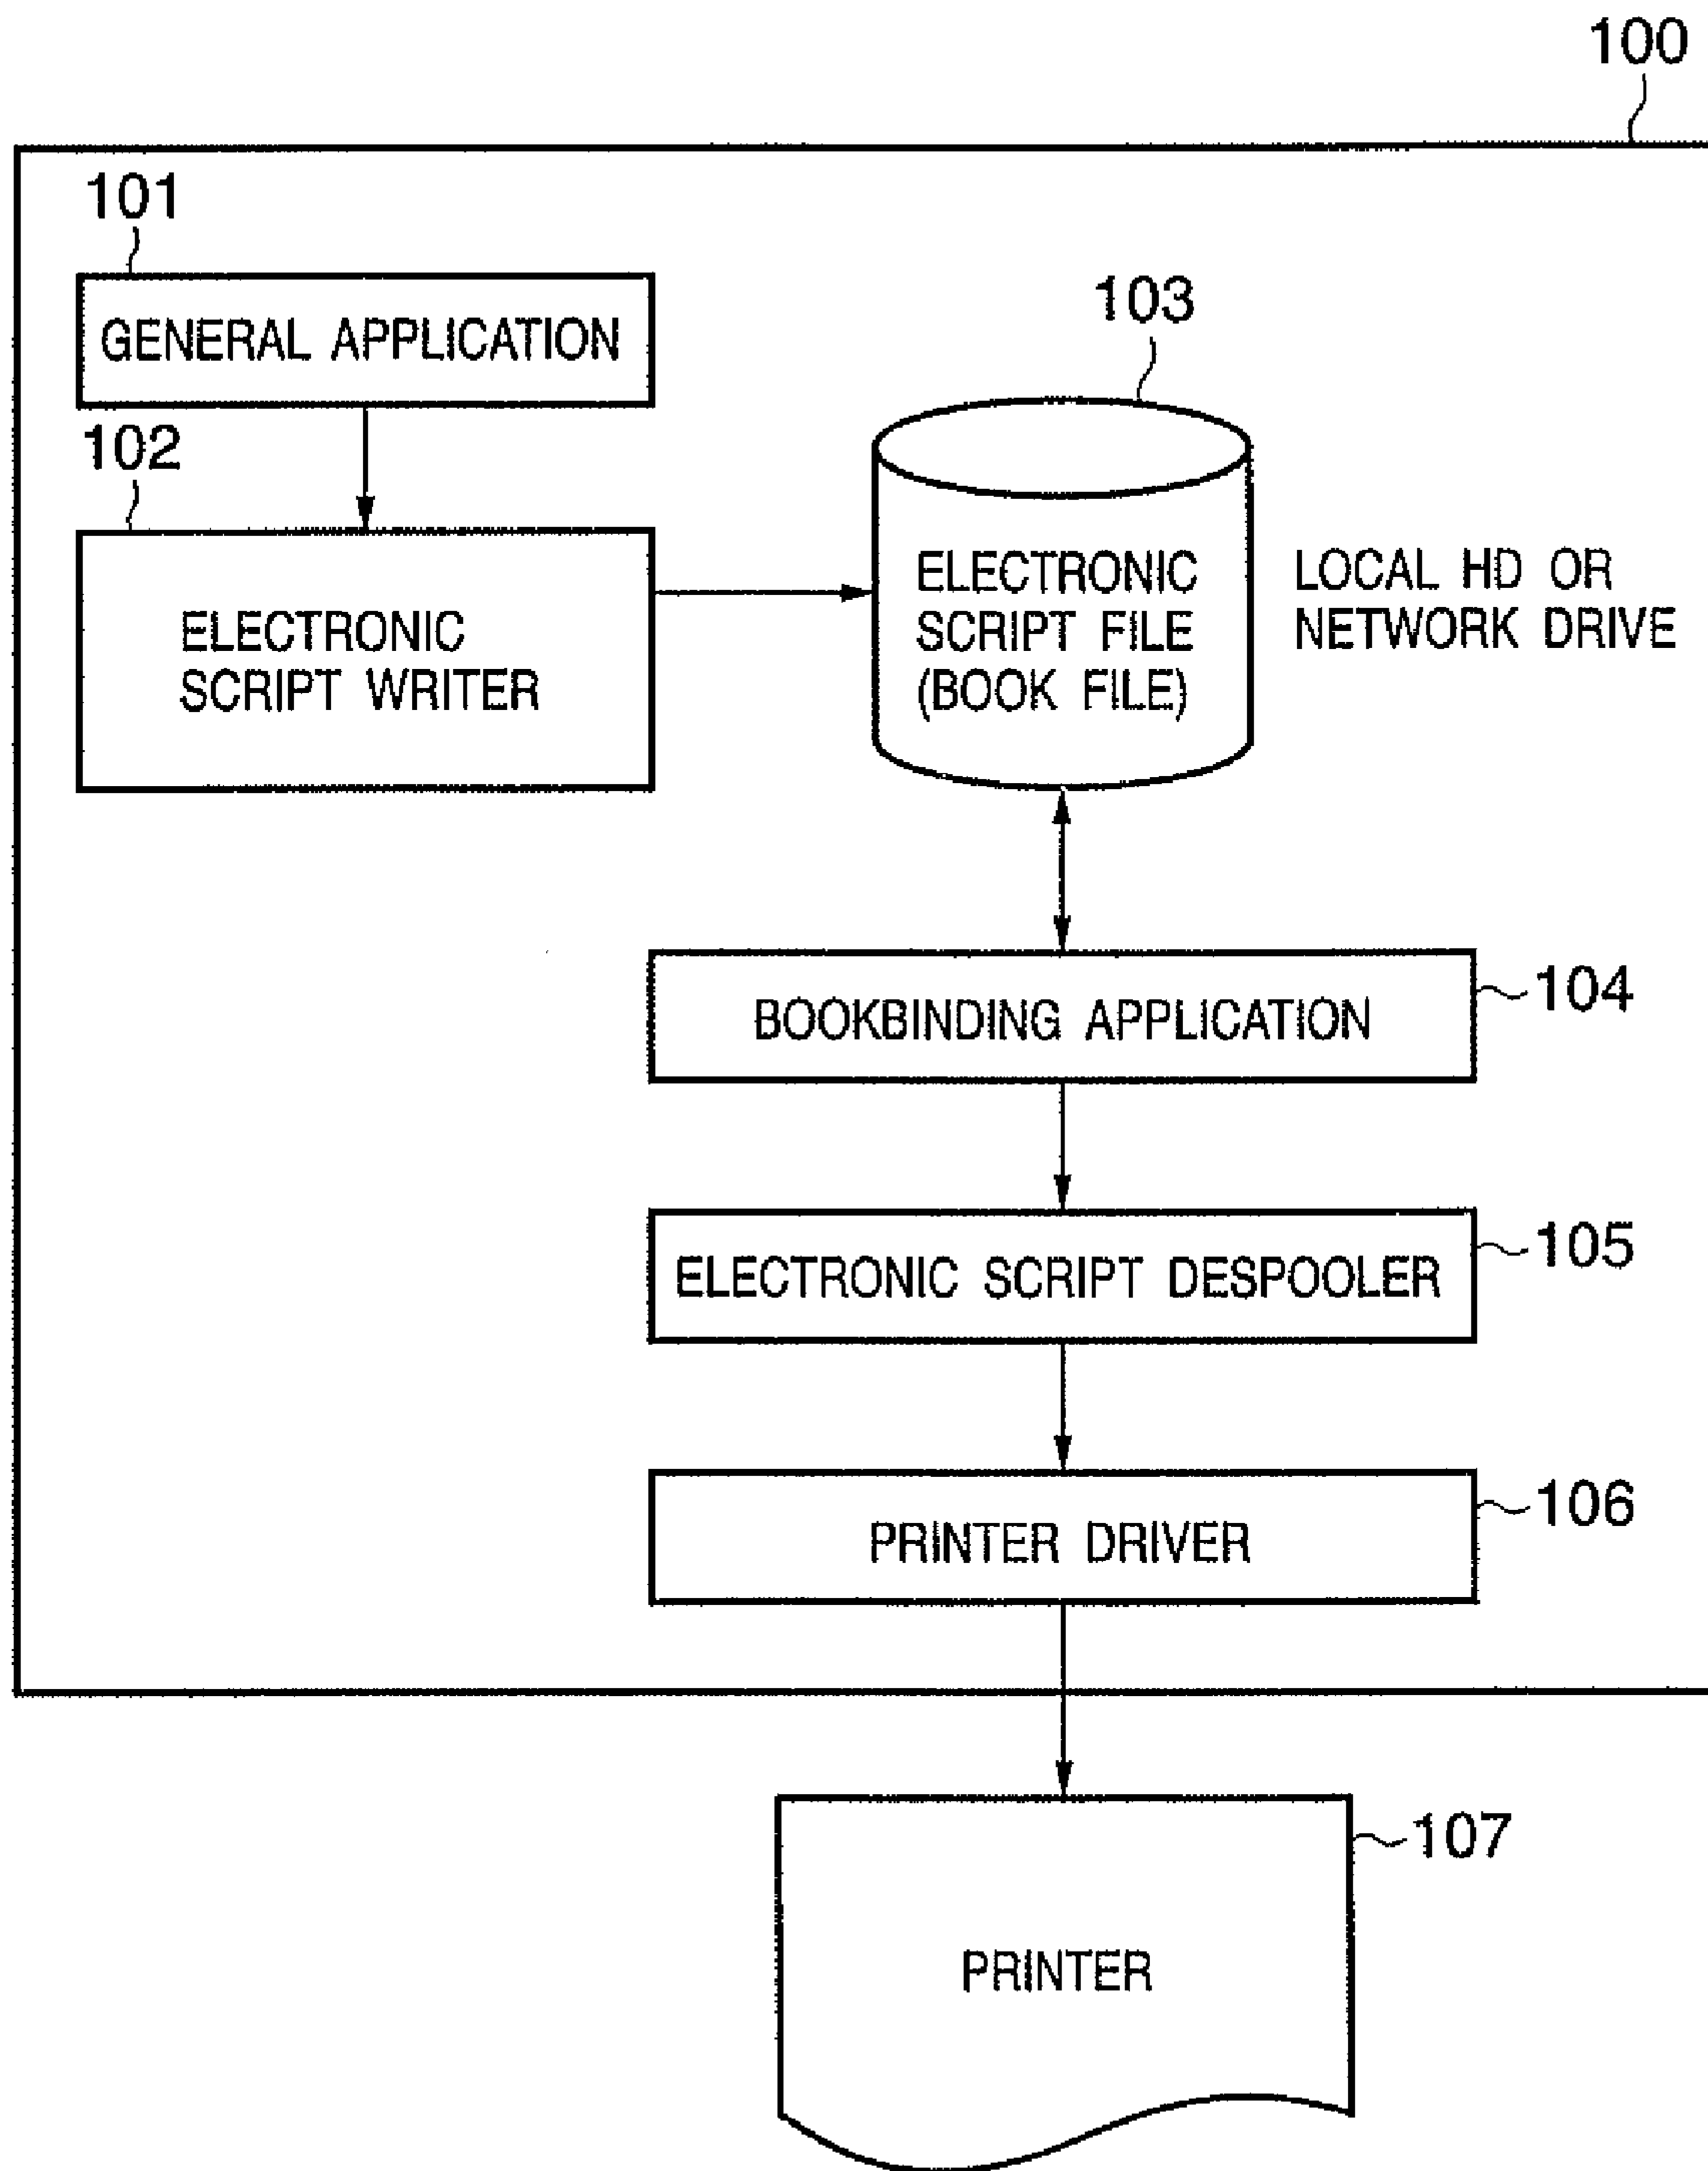 100
101
GENERAL APPLICATION
102
ELECTRONIC
SCRIPT WRITER
103
ELECTRONIC
SCRIPT FILE
(BOOK FILE)
LOCAL HD OR
NETWORK DRIVE
BOOKBINDING APPLICATION
104
ELECTRONIC SCRIPT DESPOOLER
105
PRINTER DRIVER
106
107
PRINTER